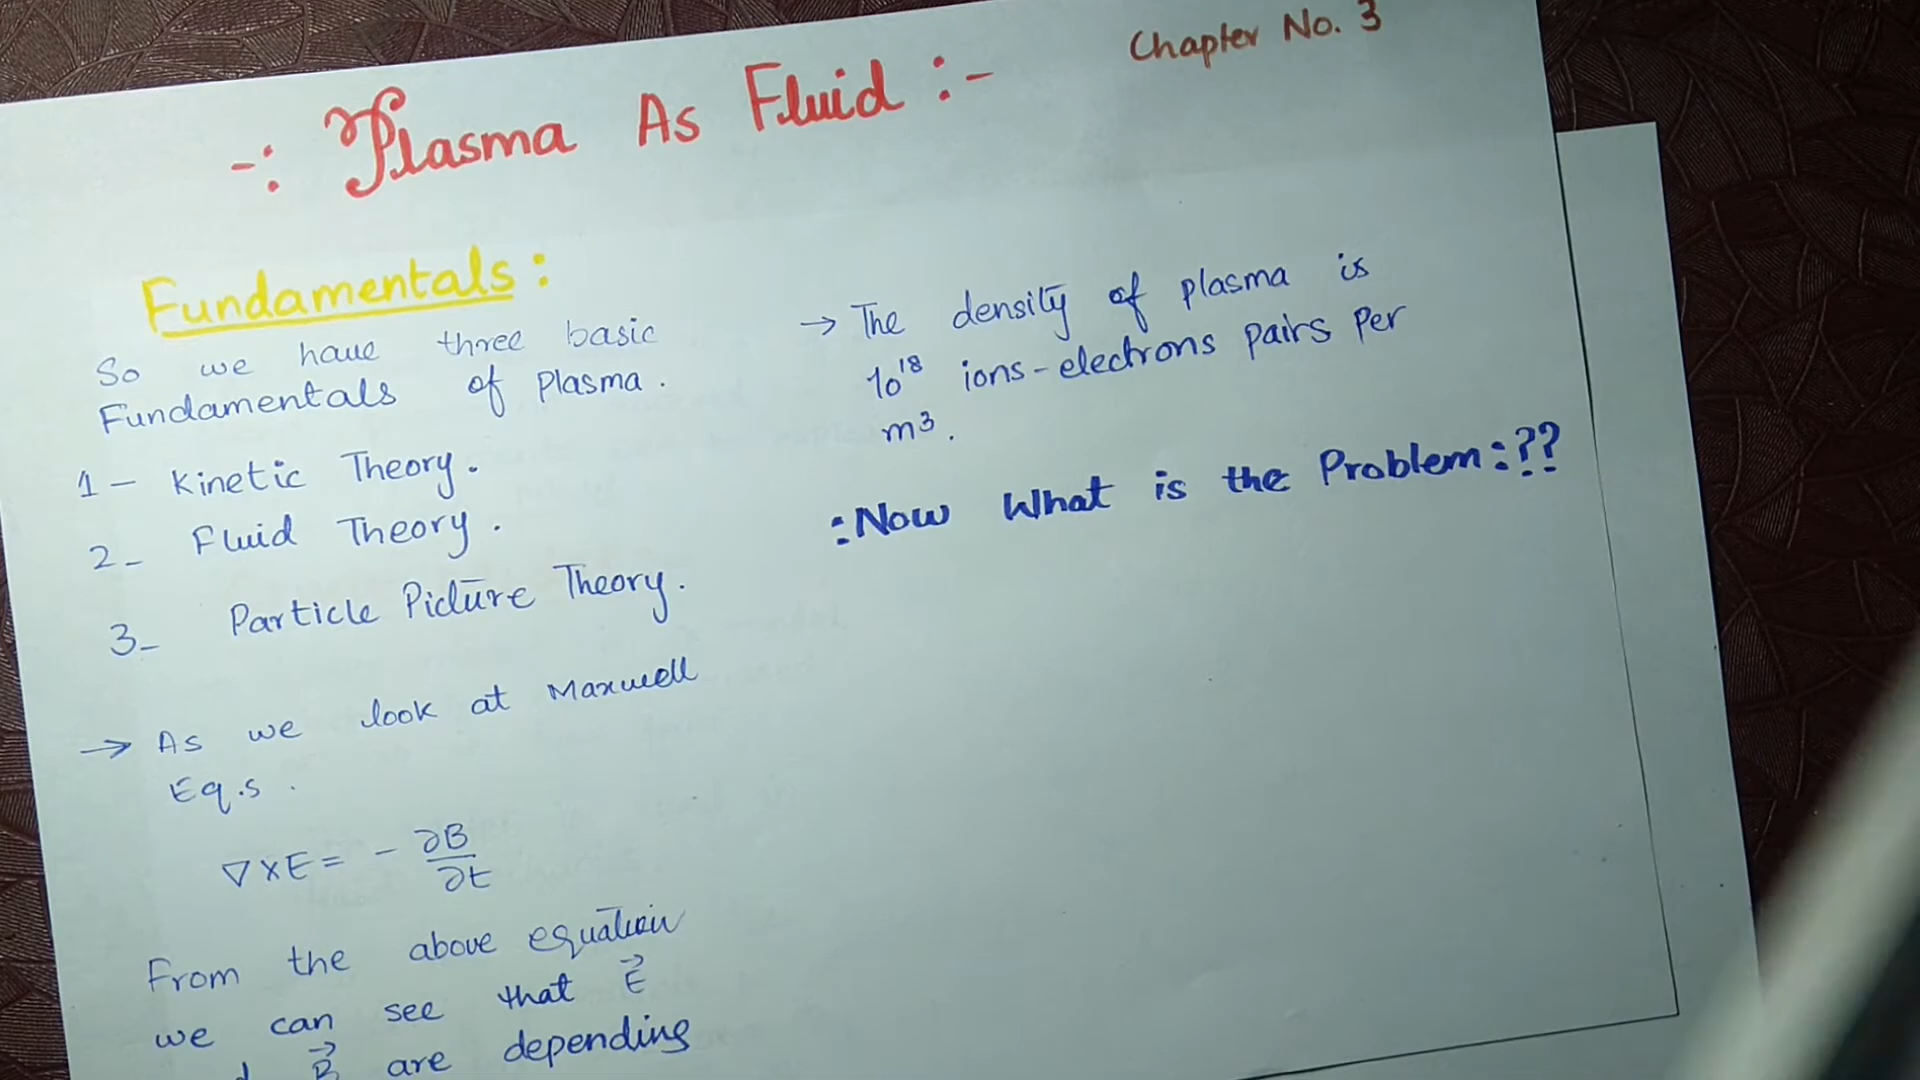 Chapter No. 3
-: Plasma As Fluid :-
Fundamentals :
So we have three basic
Fundamentals of Plasma .
1 - Kinetic Theory .
2 - Fluid Theory .
3 - Particle Picture Theory .
→ As we look at Maxwell
Eq.s .
∇ X E = - ∂B/∂t
From the above equation
we can see that E⃗
B⃗ are depending
→ The density of plasma is
10¹⁸ ions - electrons pairs per
m³ .
: Now What is the Problem : ??